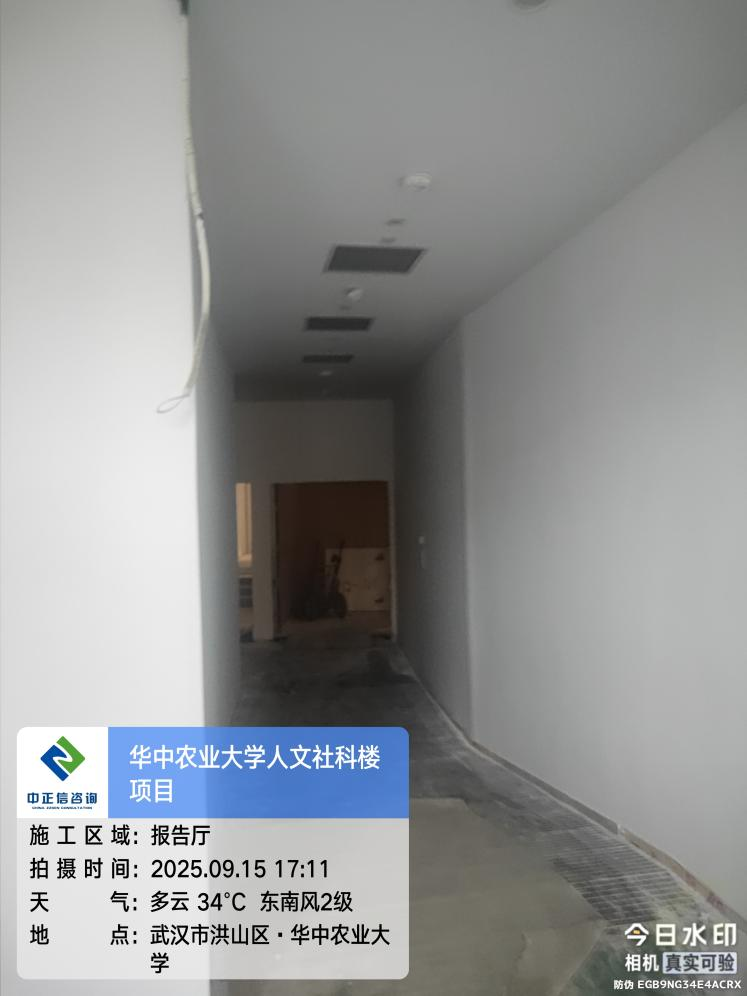 中正信咨询
CHINA ZZXIN CONSULTATION
华中农业大学人文社科楼
项目
施工区域：报告厅
拍摄时间：2025.09.15 17:11
天气：多云 34℃ 东南风2级
地点：武汉市洪山区·华中农业大
学
今日水印
相机 真实可验
防伪 EGB9NG34E4ACRX